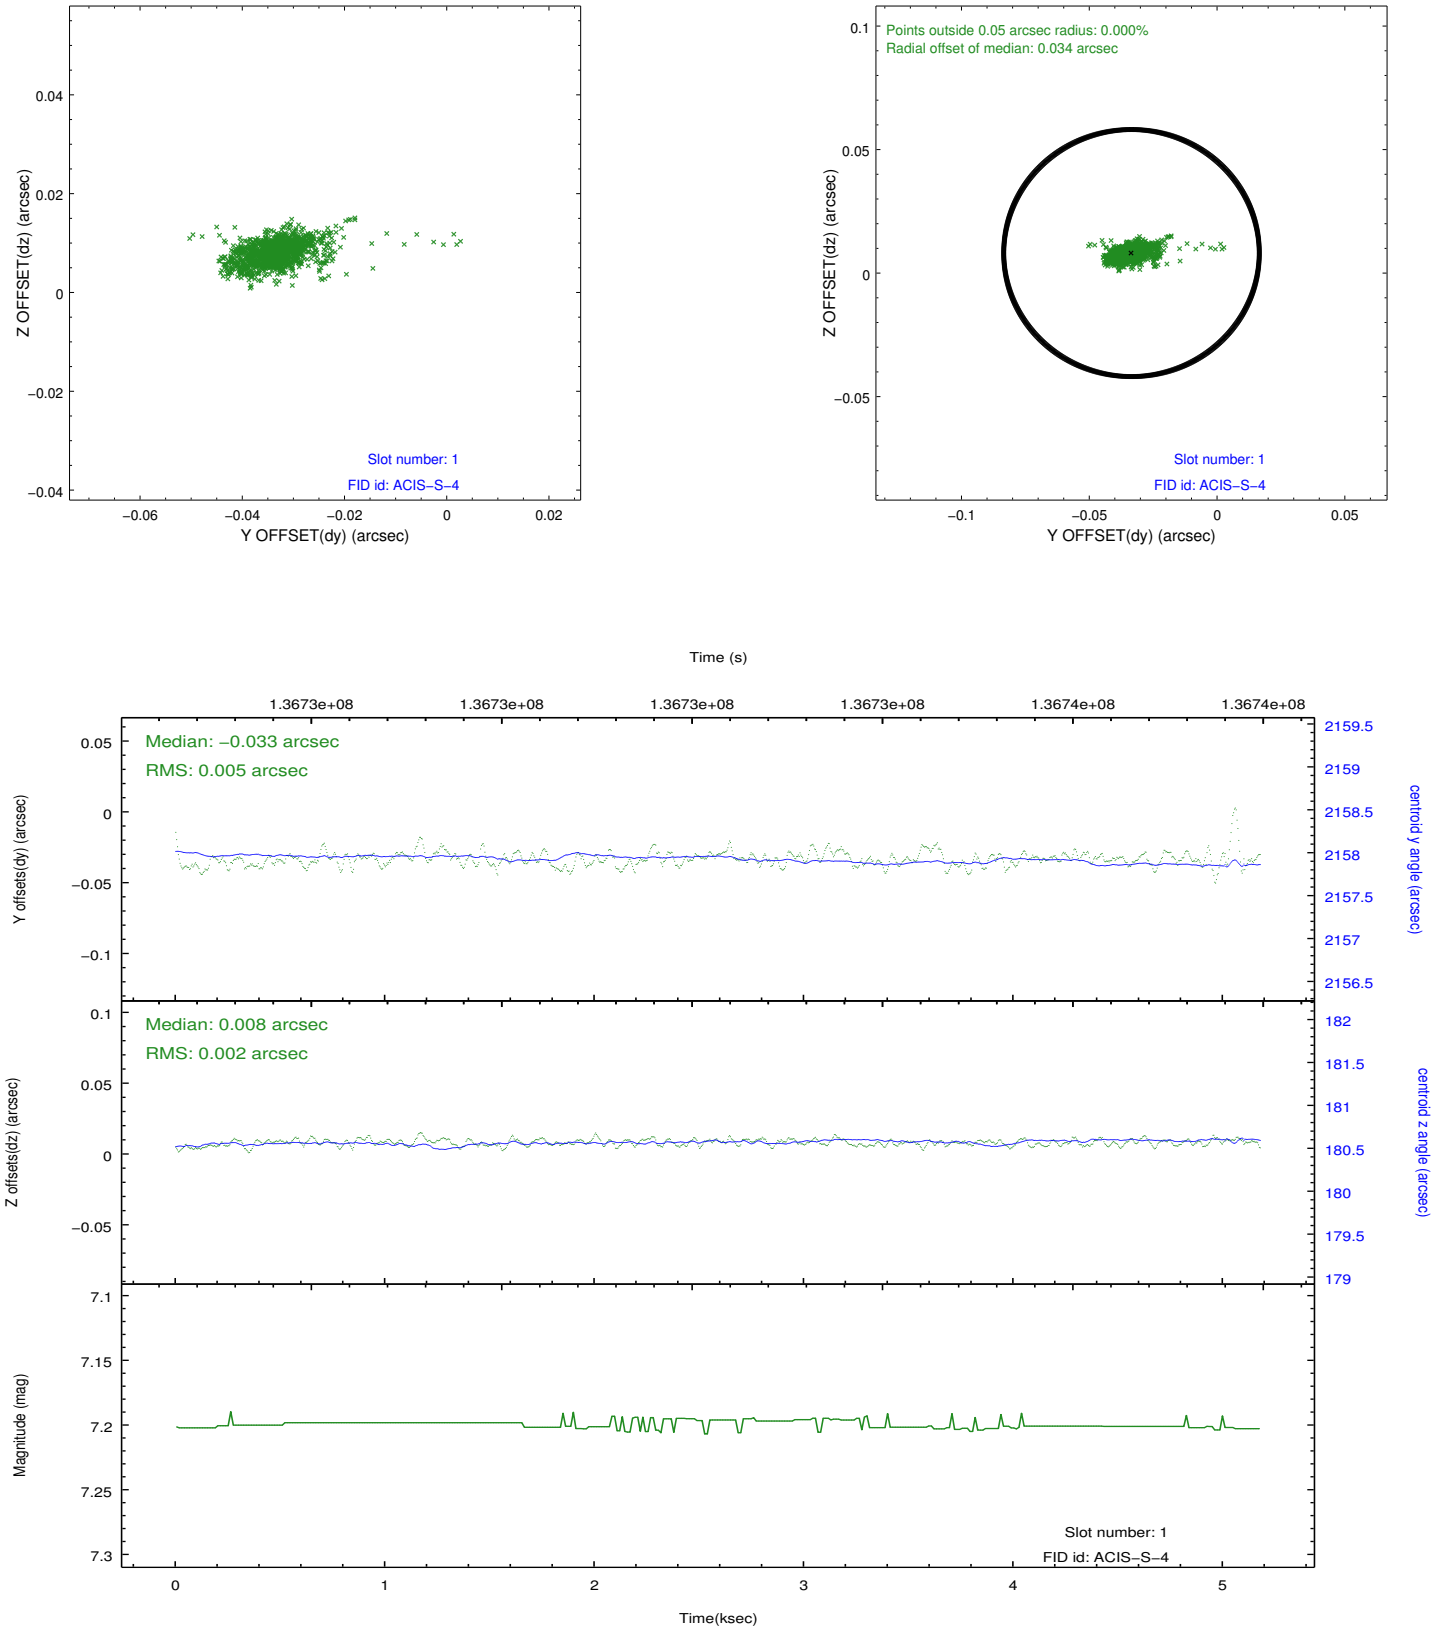 0.04
0.02
0
−0.02
−0.04
Z OFFSET(dz) (arcsec)
Slot number: 1
FID id: ACIS−S−4
−0.06
−0.04
−0.02
0
0.02
Y OFFSET(dy) (arcsec)
Points outside 0.05 arcsec radius: 0.000%
Radial offset of median: 0.034 arcsec
0.1
0.05
0
−0.05
Z OFFSET(dz) (arcsec)
Slot number: 1
FID id: ACIS−S−4
−0.1
−0.05
0
0.05
Y OFFSET(dy) (arcsec)
Time (s)
1.3673e+08
1.3673e+08
1.3673e+08
1.3673e+08
1.3674e+08
1.3674e+08
Median: −0.033 arcsec
RMS: 0.005 arcsec
0.05
0
−0.05
−0.1
Y offsets(dy) (arcsec)
2159.5
2159
2158.5
2158
2157.5
2157
2156.5
centroid y angle (arcsec)
Median: 0.008 arcsec
RMS: 0.002 arcsec
0.1
0.05
0
−0.05
Z offsets(dz) (arcsec)
182
181.5
181
180.5
180
179.5
179
centroid z angle (arcsec)
7.1
7.15
7.2
7.25
7.3
Magnitude (mag)
Slot number: 1
FID id: ACIS−S−4
0
1
2
3
4
5
Time(ksec)